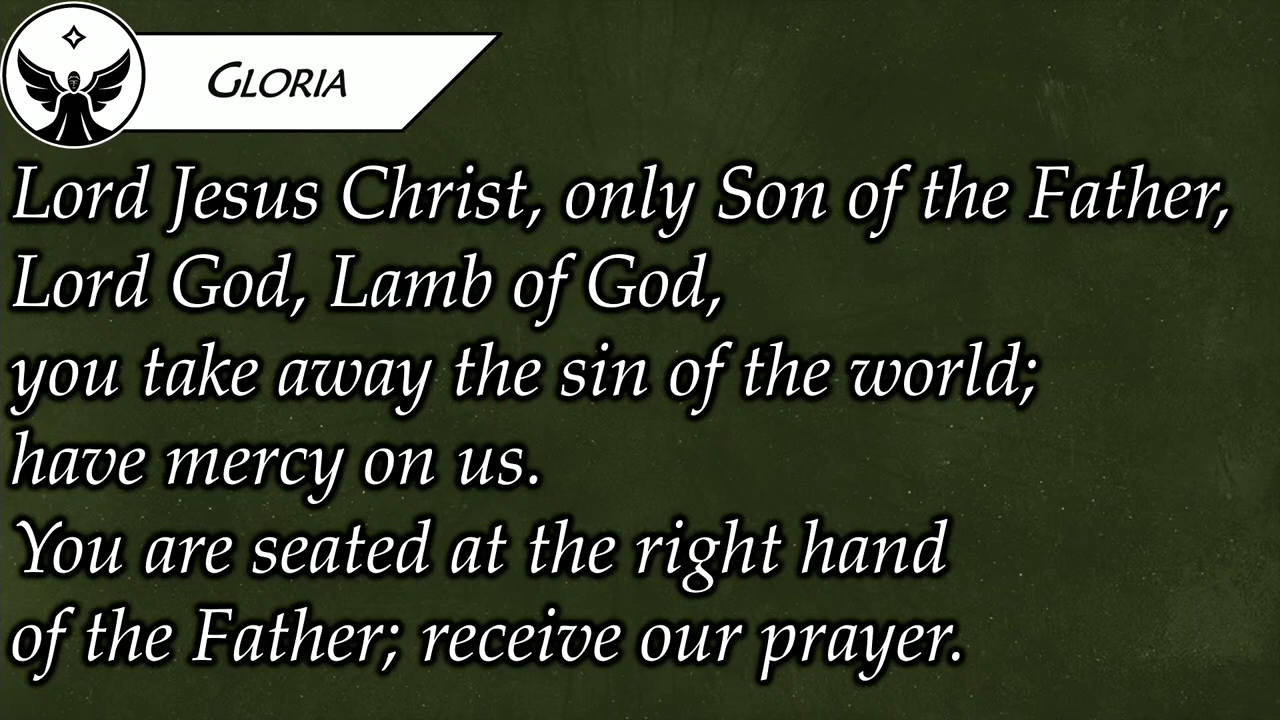 Gloria
Lord Jesus Christ, only Son of the Father,
Lord God, Lamb of God,
you take away the sin of the world;
have mercy on us.
You are seated at the right hand
of the Father; receive our prayer.